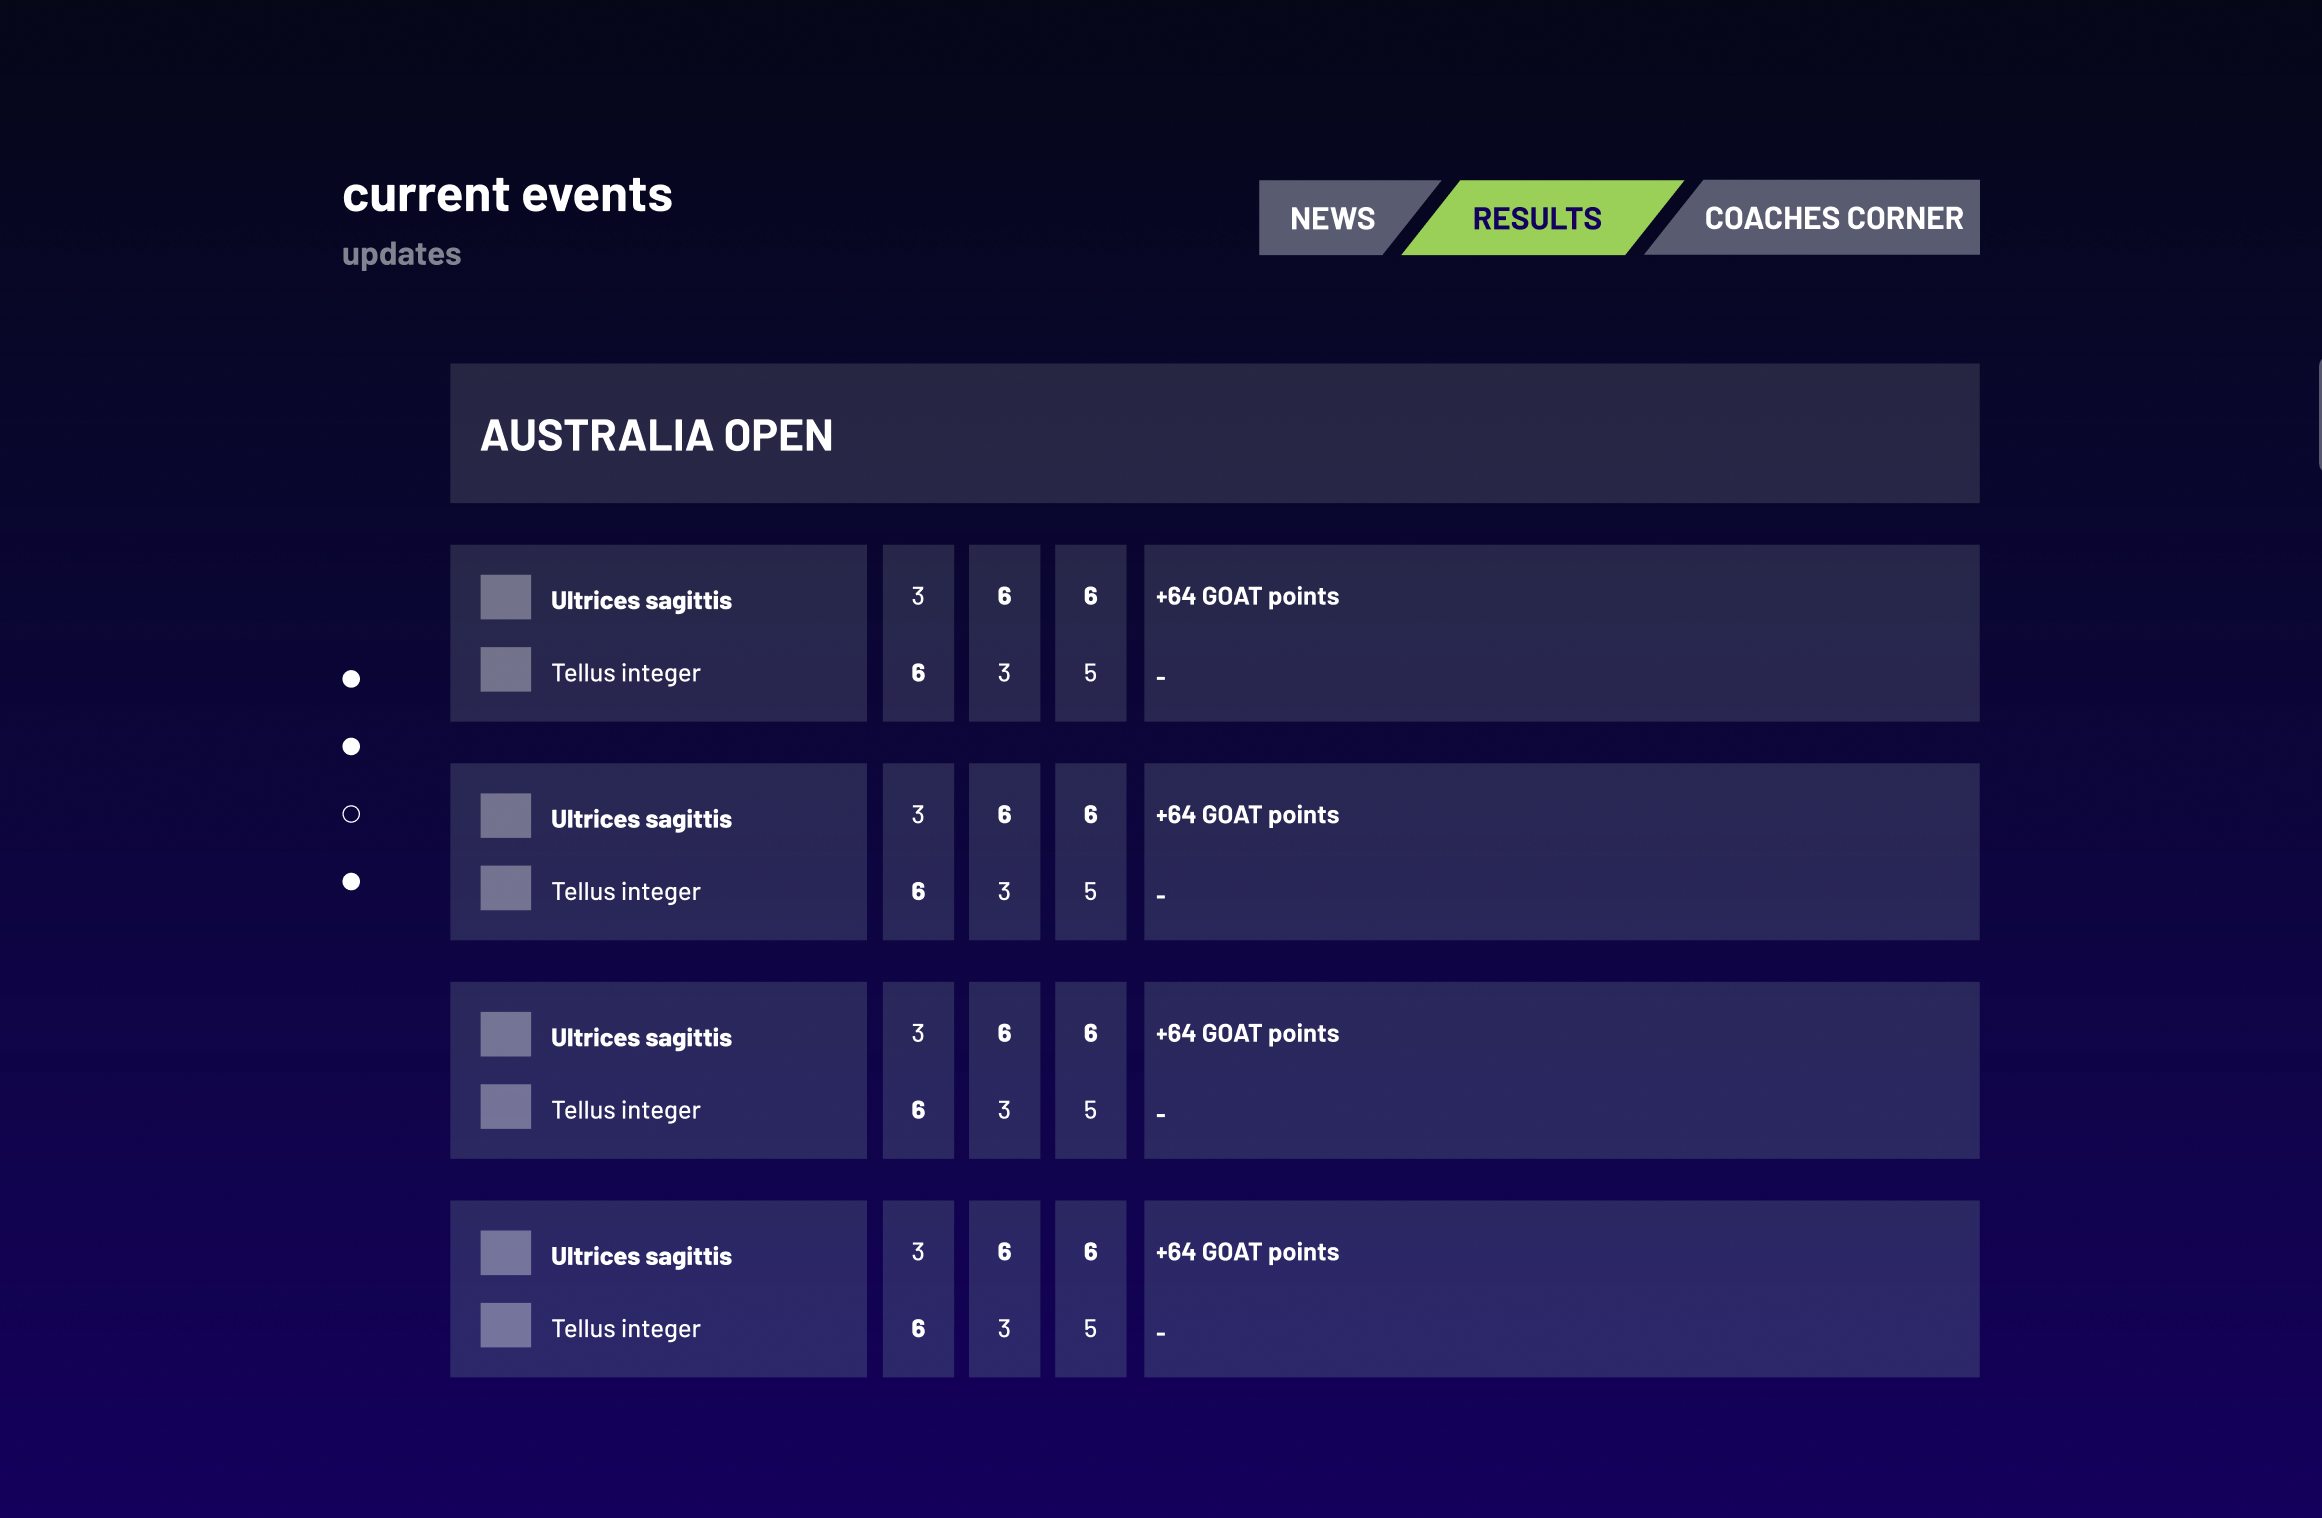 current events
updates
NEWS
RESULTS
COACHES CORNER
AUSTRALIA OPEN
Ultrices sagittis 3 6 6 +64 GOAT points
Tellus integer 6 3 5 -
Ultrices sagittis 3 6 6 +64 GOAT points
Tellus integer 6 3 5 -
Ultrices sagittis 3 6 6 +64 GOAT points
Tellus integer 6 3 5 -
Ultrices sagittis 3 6 6 +64 GOAT points
Tellus integer 6 3 5 -